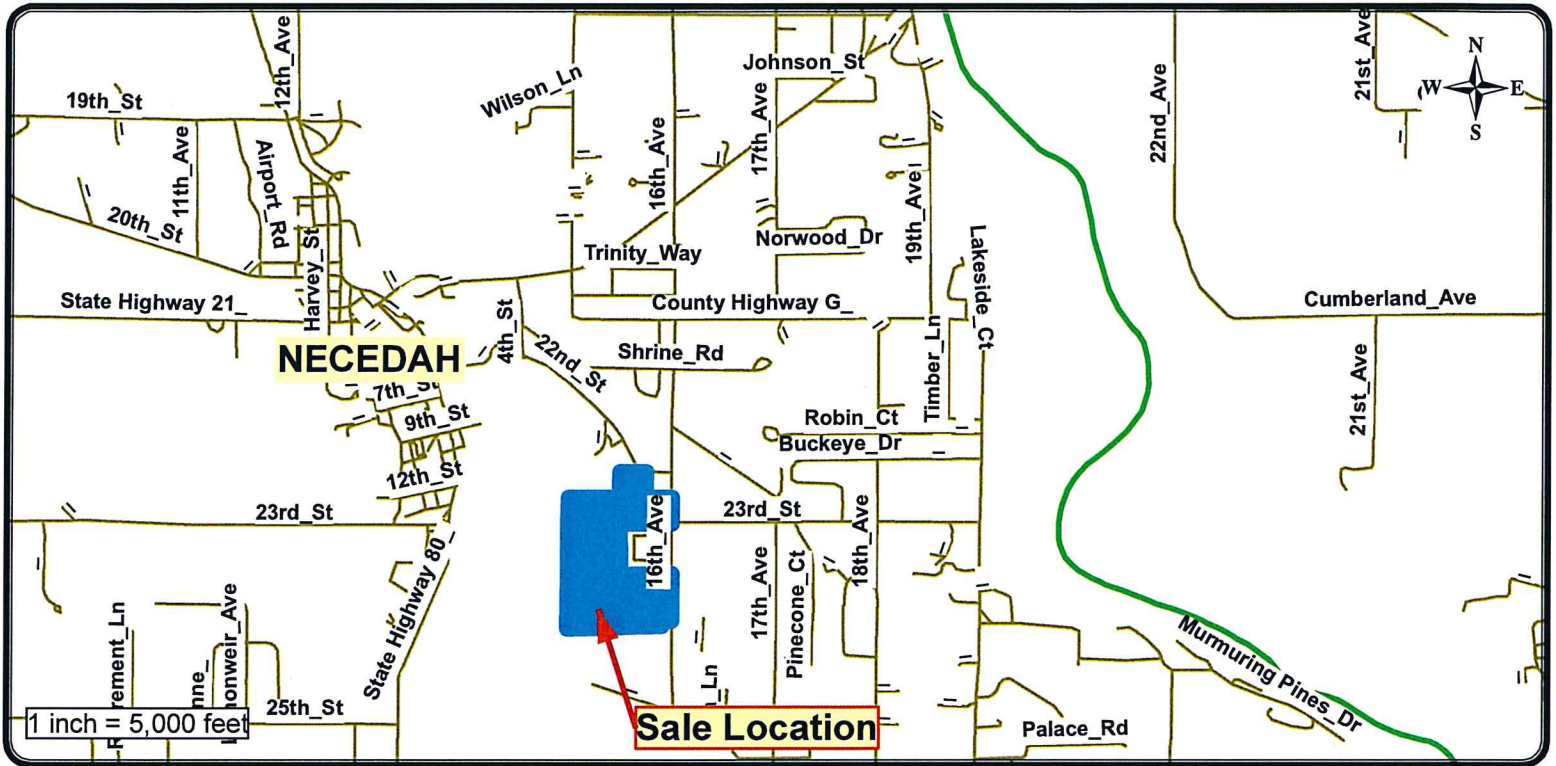 12th_Ave
21st_Ave
N
W
E
S
Johnson_St
Wilson_Ln
19th_St
22nd_Ave
17th_Ave
16th_Ave
11th_Ave
Airport_Rd
20th_St
19th_Ave
Norwood_Dr
Trinity_Way
Lakeside_Ct
Harvey_St
State Highway 21_
County Highway G_
Cumberland_Ave
4th_St
22nd_St
Shrine_Rd
NECEDAH
Timber_Ln
21st_Ave
7th_St
9th_St
Robin_Ct
Buckeye_Dr
12th_St
23rd_St
16th_Ave
23rd_St
18th_Ave
State Highway 80_
17th_Ave
Pinecone_Ct
Murmuring Pines_Dr
25th_St
_Ln
1 inch = 5,000 feet
Sale Location
Palace_Rd